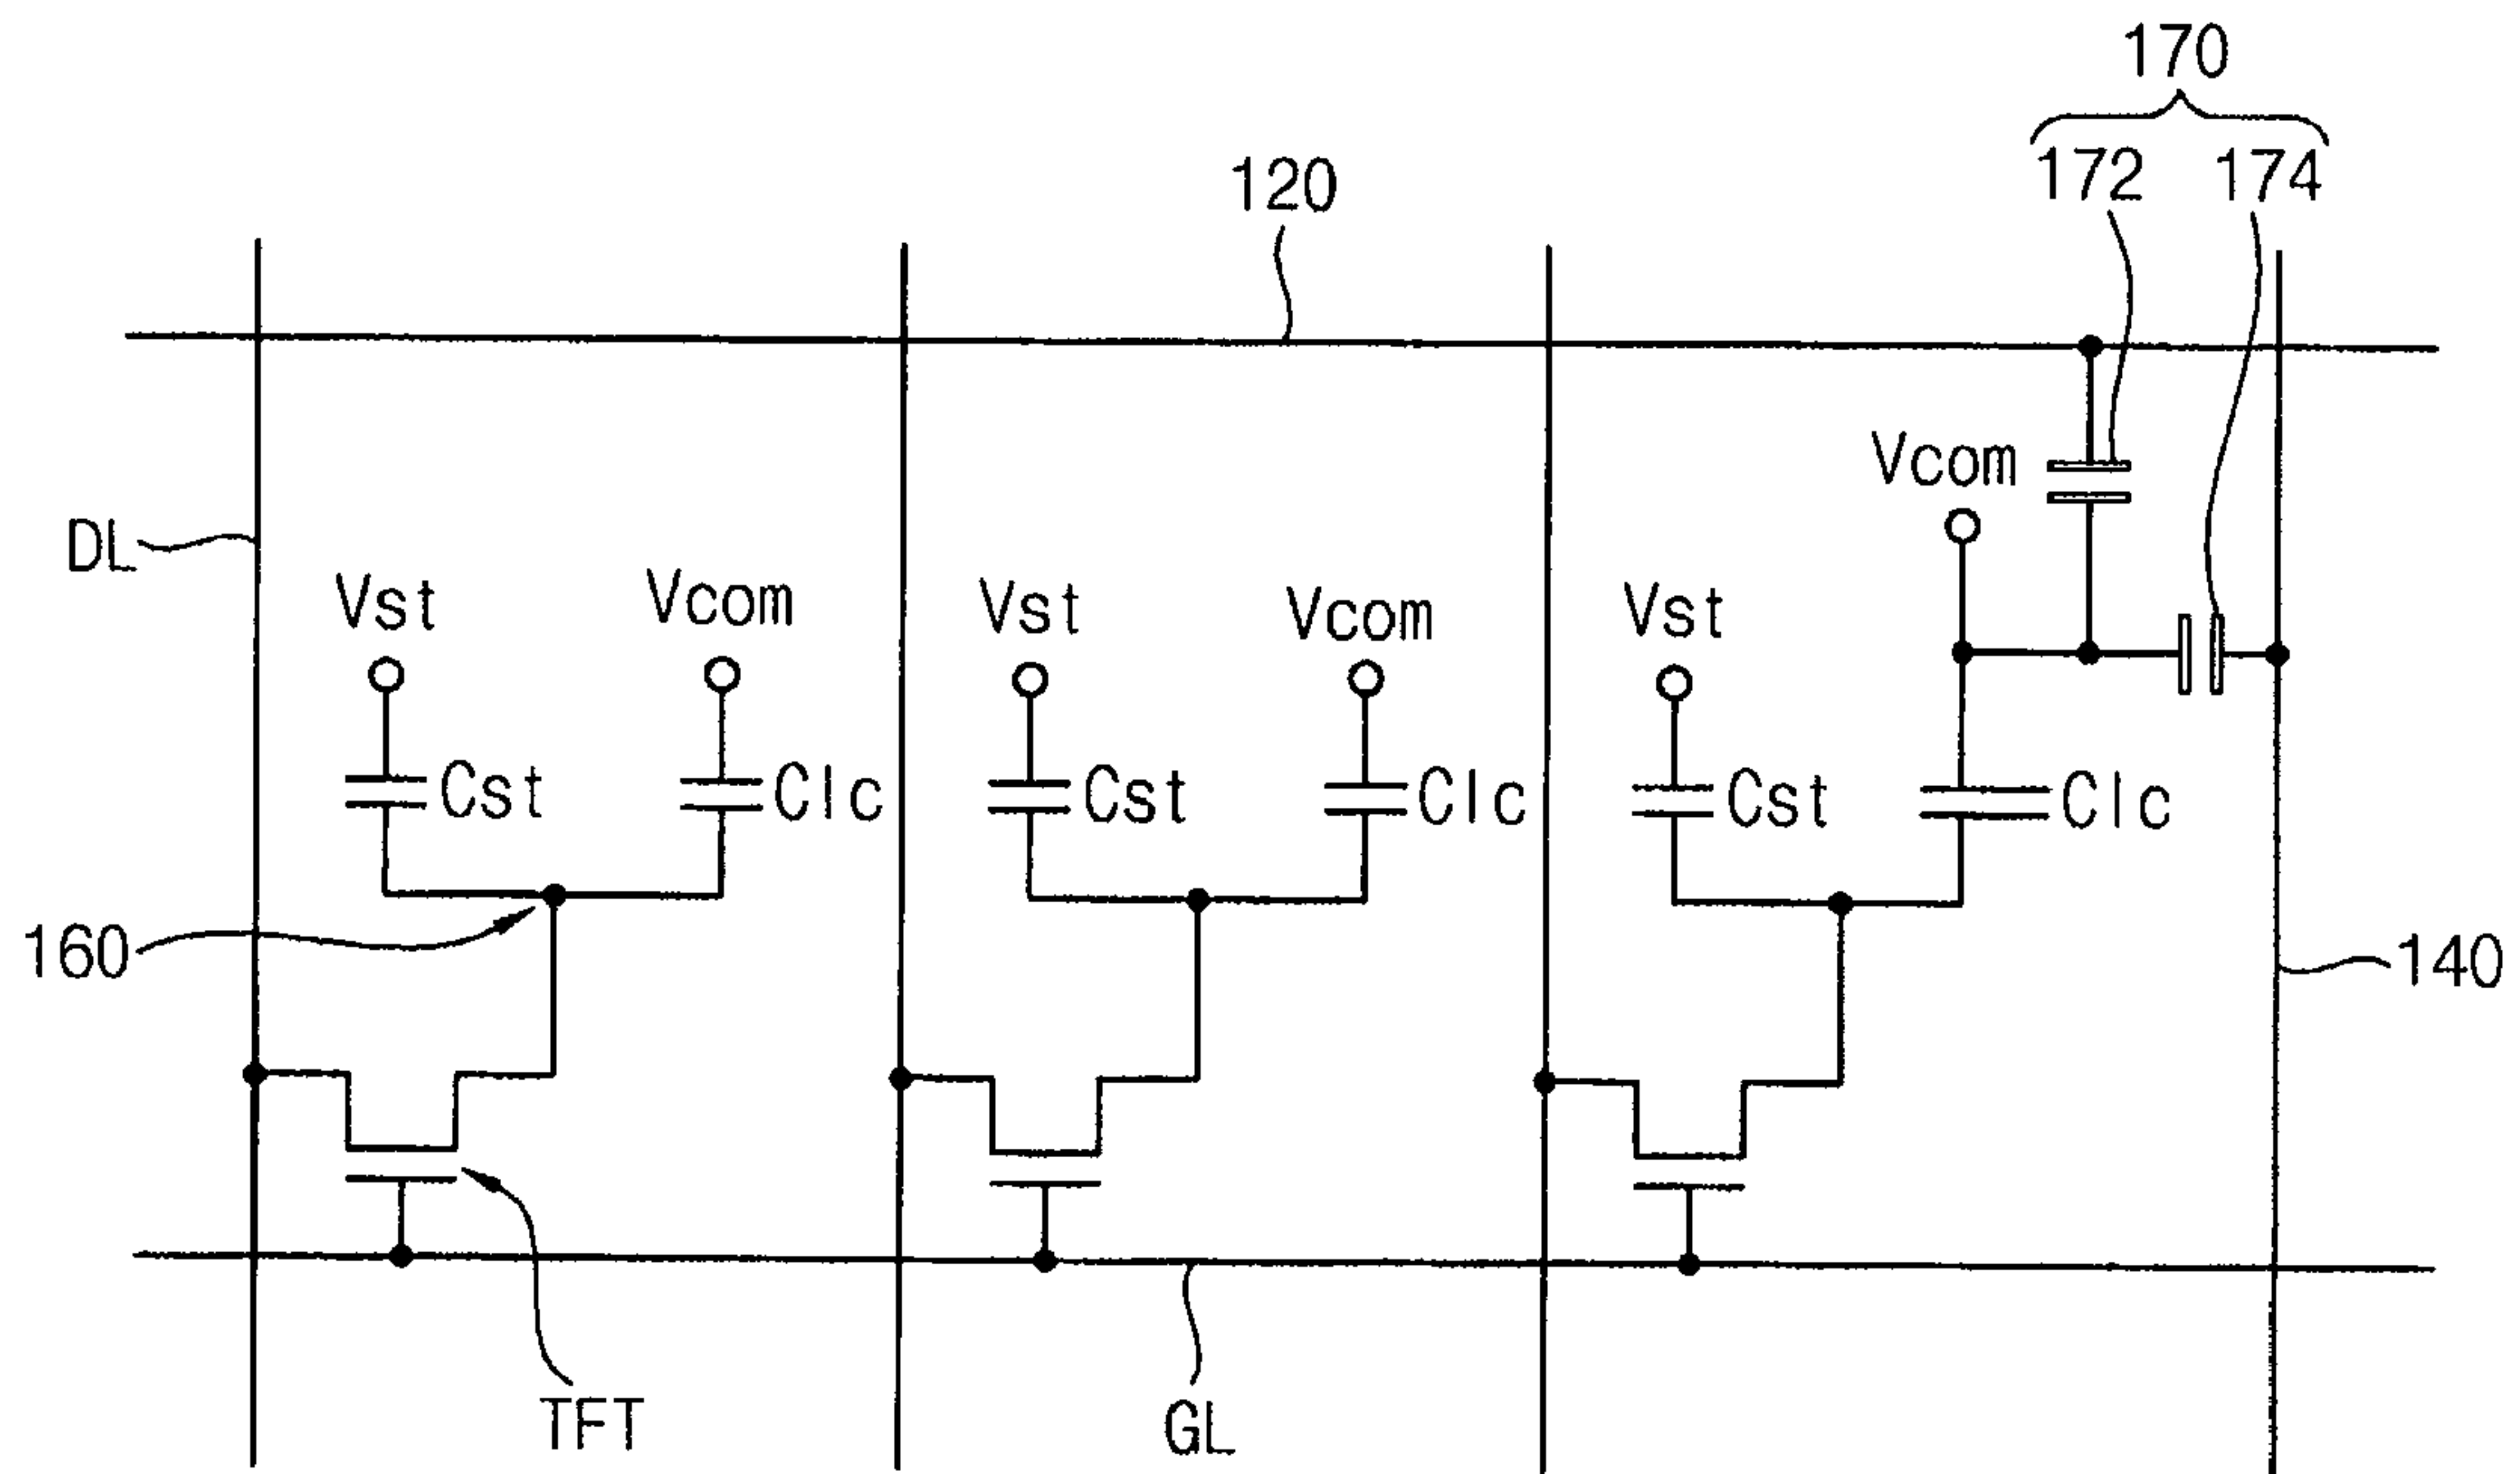 170
172 174
120
Vcom
DL
Vst Vcom Vst Vcom Vst
Cst Clc Cst Clc Cst Clc
160
140
TFT
GL